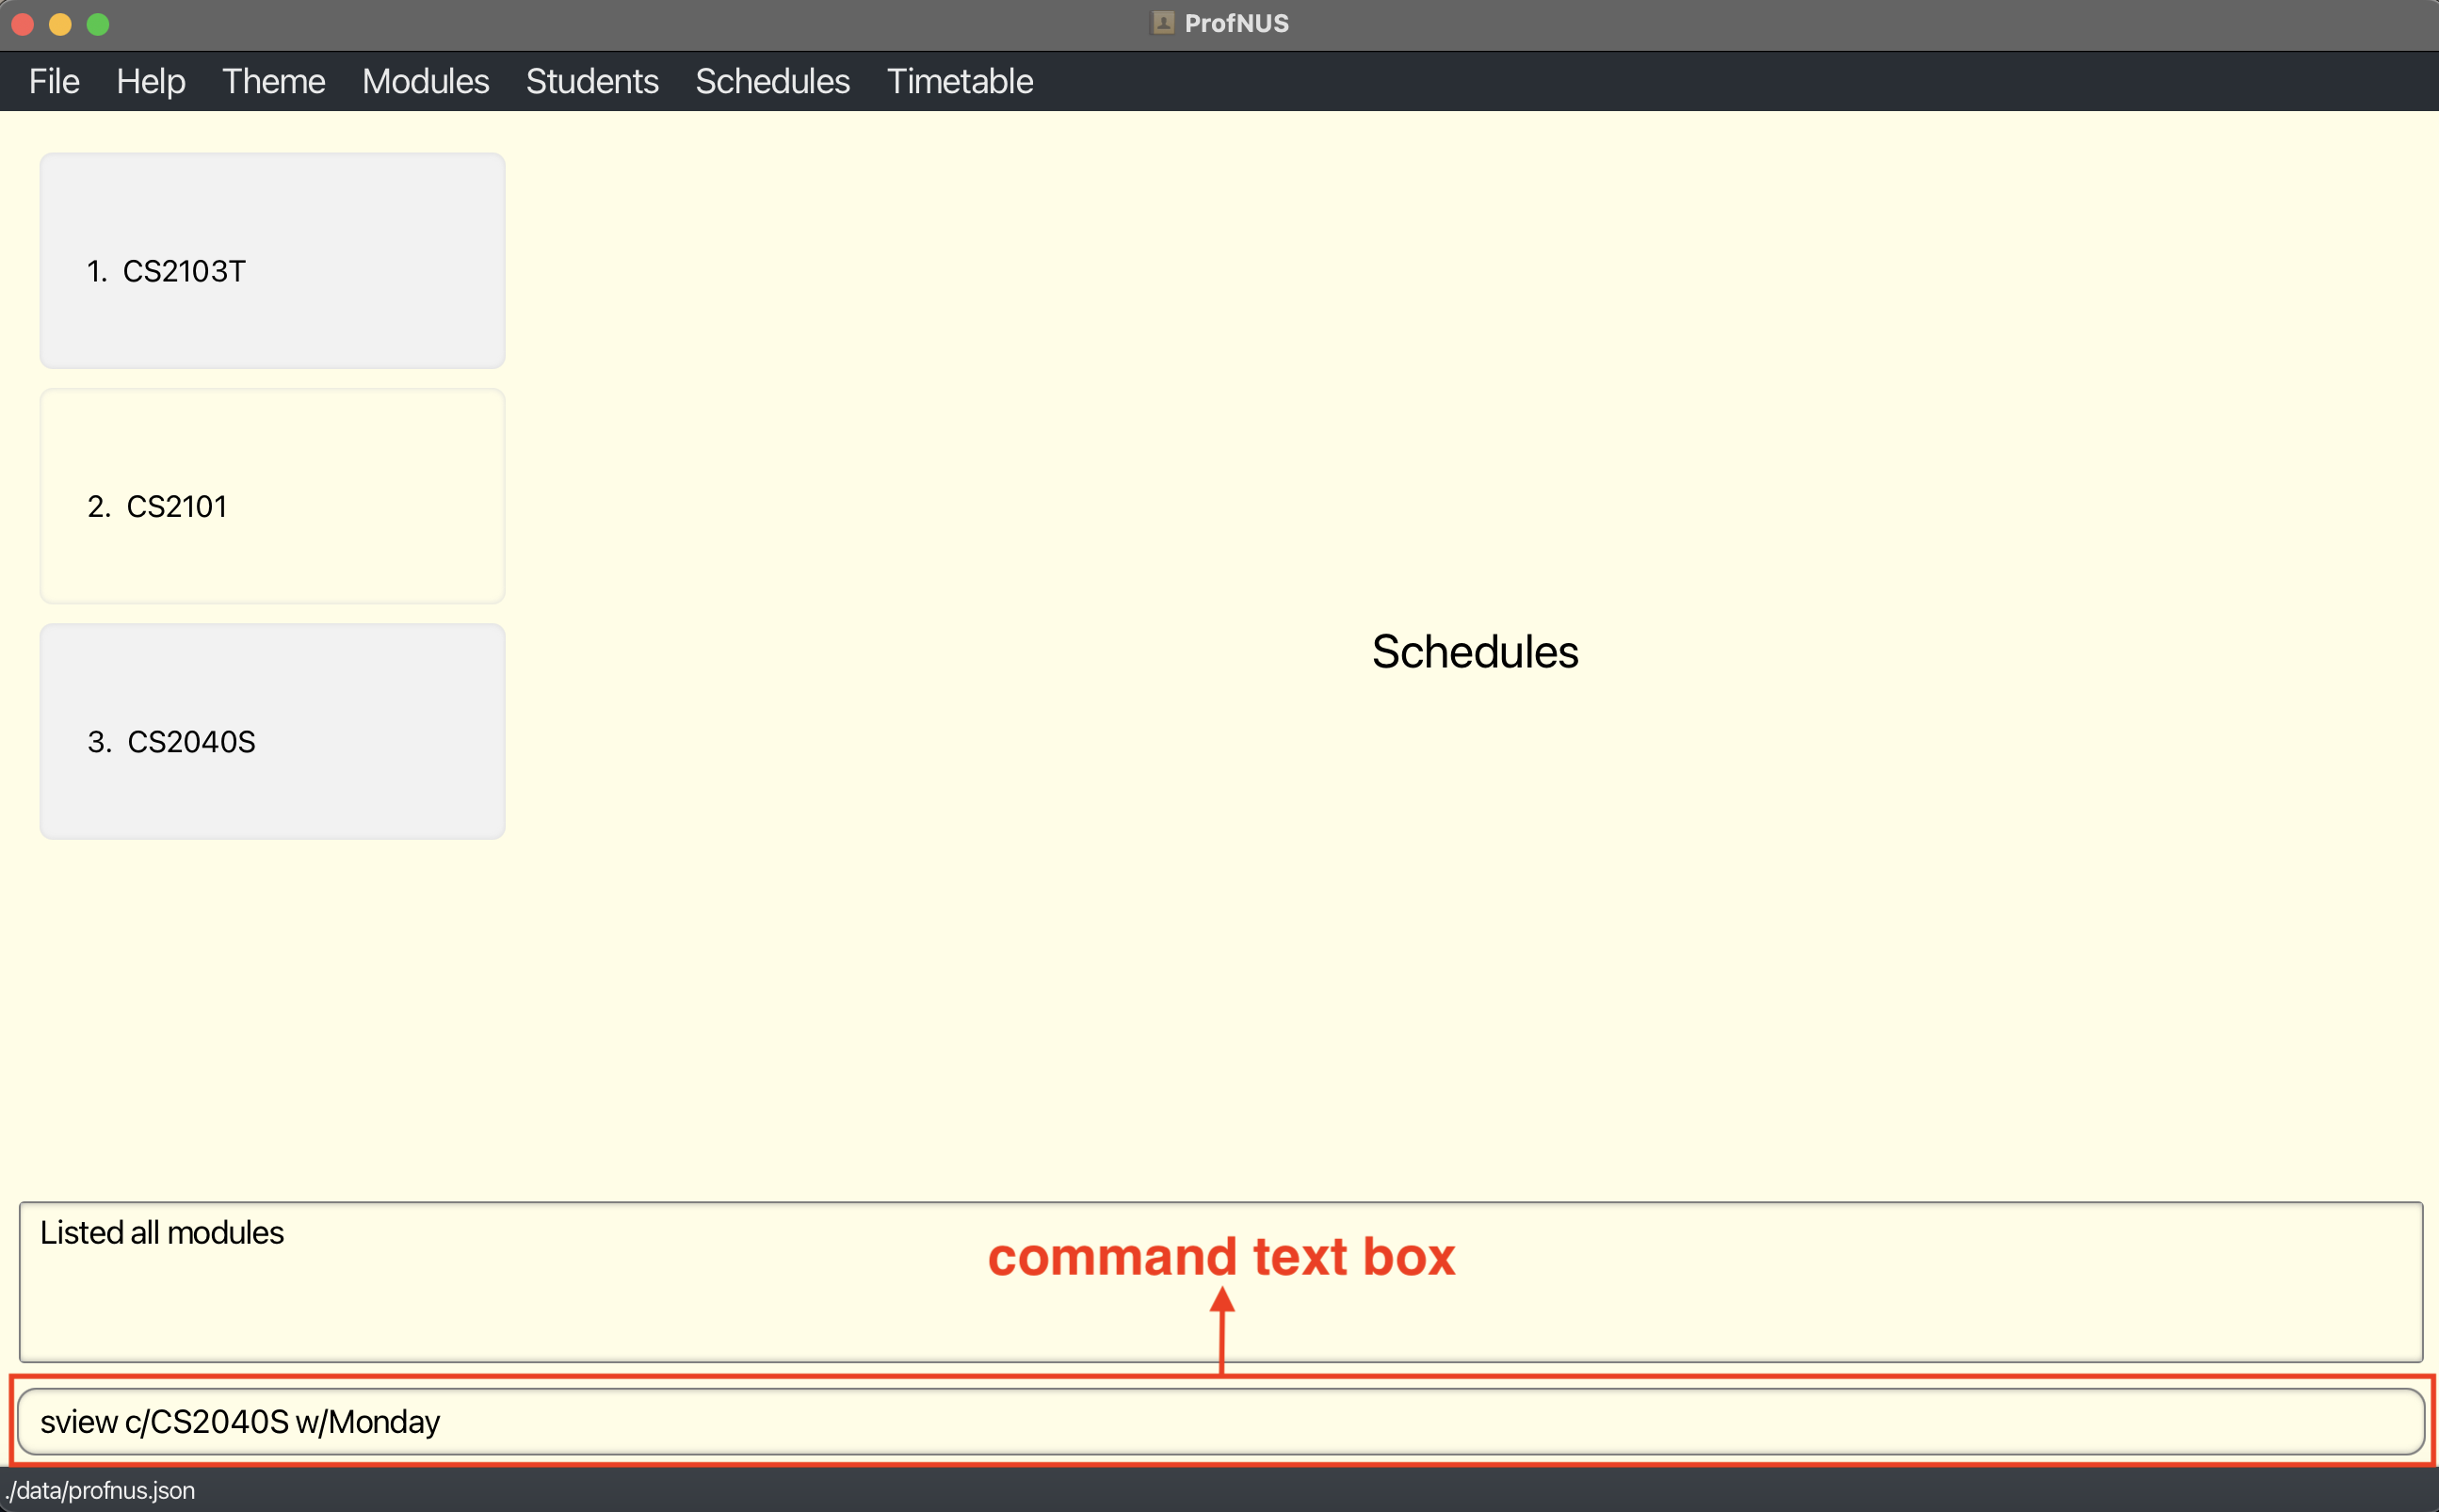 ProfNUS
File Help Theme Modules Students Schedules Timetable
1. CS2103T
2. CS2101
3. CS2040S
Schedules
Listed all modules
command text box
sview c/CS2040S w/Monday
./data/profnus.json